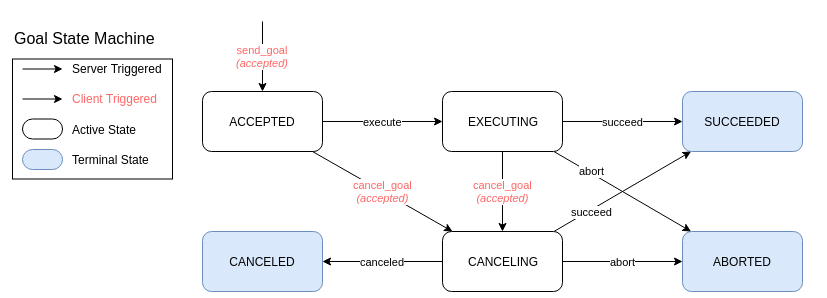 Goal State Machine
Server Triggered
Client Triggered
Active State
Terminal State
send_goal
(accepted)
ACCEPTED
execute
EXECUTING
succeed
SUCCEEDED
cancel_goal
(accepted)
cancel_goal
(accepted)
abort
succeed
CANCELED
canceled
CANCELING
abort
ABORTED